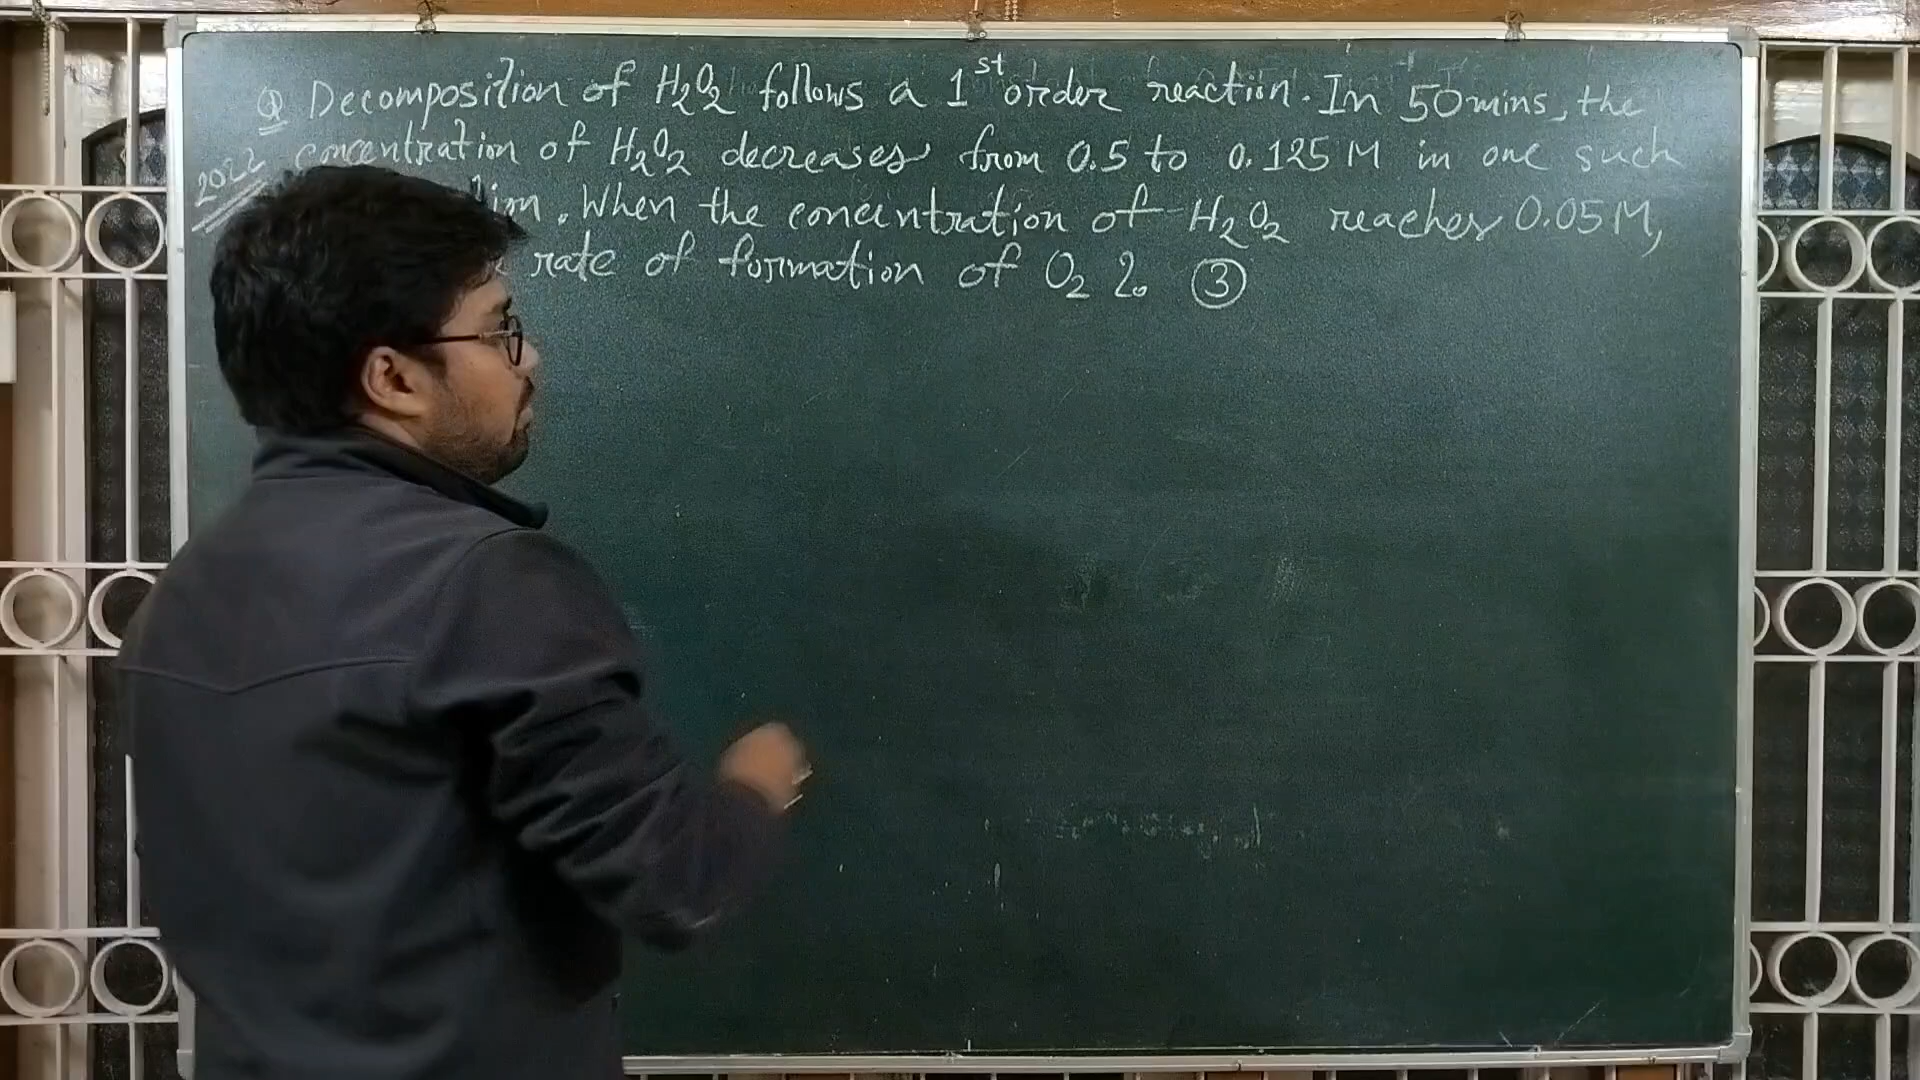 Q Decomposition of H₂O₂ follows a 1st order reaction. In 50 mins, the
2022 concentration of H₂O₂ decreases from 0.5 to 0.125 M in one such
When the concentration of H₂O₂ reaches 0.05 M,
rate of formation of O₂ ? ③